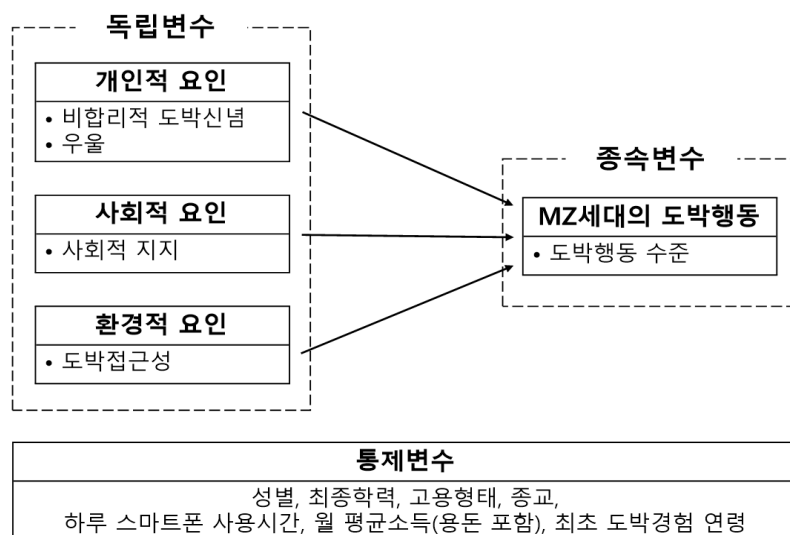 독립변수
개인적 요인
• 비합리적 도박신념
• 우울
사회적 요인
• 사회적 지지
환경적 요인
• 도박접근성
종속변수
MZ세대의 도박행동
• 도박행동 수준
통제변수
성별, 최종학력, 고용형태, 종교,
하루 스마트폰 사용시간, 월 평균소득(용돈 포함), 최초 도박경험 연령